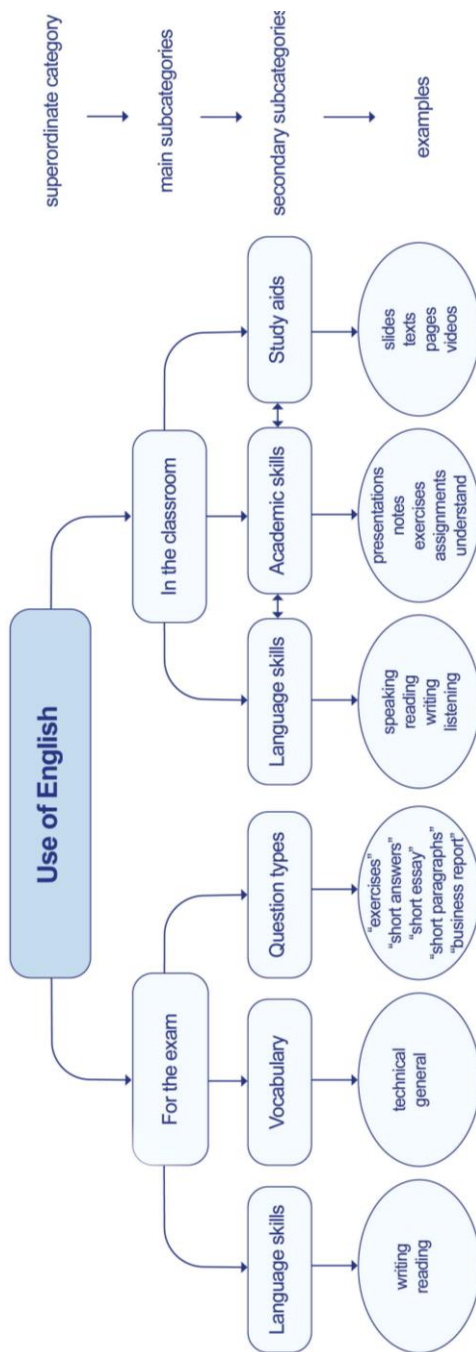 Use of English
For the exam
In the classroom
Language skills
Vocabulary
Question types
Language skills
Academic skills
Study aids
writing
reading
technical
general
“exercises”
“short answers”
“short essay”
“short paragraphs”
“business report”
speaking
reading
writing
listening
presentations
notes
exercises
assignments
understand
slides
texts
pages
videos
superordinate category
main subcategories
secondary subcategories
examples